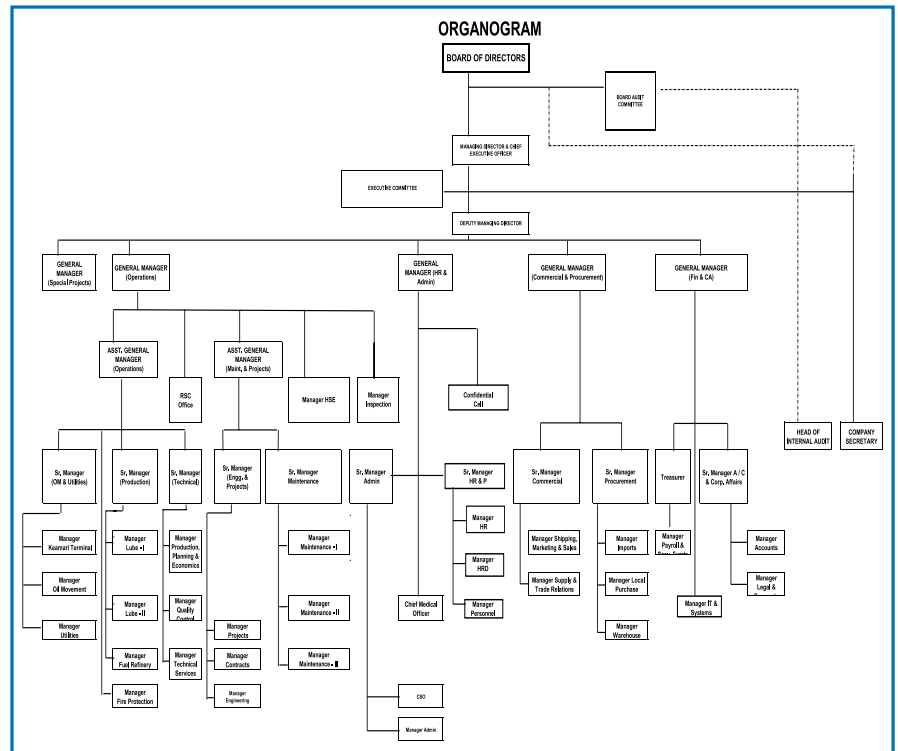 ORGANOGRAM
BOARD OF DIRECTORS
BOARD AUDIT
COMMITTEE
MANAGING DIRECTOR & CHIEF
EXECUTIVE OFFICER
EXECUTIVE COMMITTEE
DEPUTY MANAGING DIRECTOR
GENERAL
MANAGER
(Special Projects)
GENERAL MANAGER
(Operations)
GENERAL
MANAGER (HR &
Admin)
GENERAL MANAGER
(Commercial & Procurement)
GENERAL MANAGER
(Fin & CA)
ASST. GENERAL
MANAGER
(Operations)
RSC
Office
ASST. GENERAL
MANAGER
(Maint. & Projects)
Manager HSE
Manager
Inspection
Confidential
Cell
HEAD OF
INTERNAL AUDIT
COMPANY
SECRETARY
Sr. Manager
(OM & Utilities)
Sr. Manager
(Production)
Sr. Manager
(Technical)
Sr. Manager
(Engg. &
Projects)
Sr. Manager
Maintenance
Sr. Manager
Admin
Sr. Manager
HR & P
Sr. Manager
Commercial
Sr. Manager
Procurement
Treasurer
Sr. Manager A / C
& Corp. Affairs
Manager
Keamari Terminal
Manager
Oil Movement
Manager
Utilities
Manager
Lube -I
Manager
Lube -II
Manager
Fuel Refinery
Manager
Fire Protection
Manager
Production,
Planning &
Economics
Manager
Quality
Control
Manager
Technical
Services
Manager
Projects
Manager
Contracts
Manager
Engineering
Manager
Maintenance -I
Manager
Maintenance -II
Manager
Maintenance - III
Chief Medical
Officer
CSO
Manager Admin
Manager
HR
Manager
HRD
Manager
Personnel
Manager Shipping,
Marketing & Sales
Manager Supply &
Trade Relations
Manager
Imports
Manager Local
Purchase
Manager
Warehouse
Manager
Payroll &
Manager IT &
Systems
Manager
Accounts
Manager
Legal &